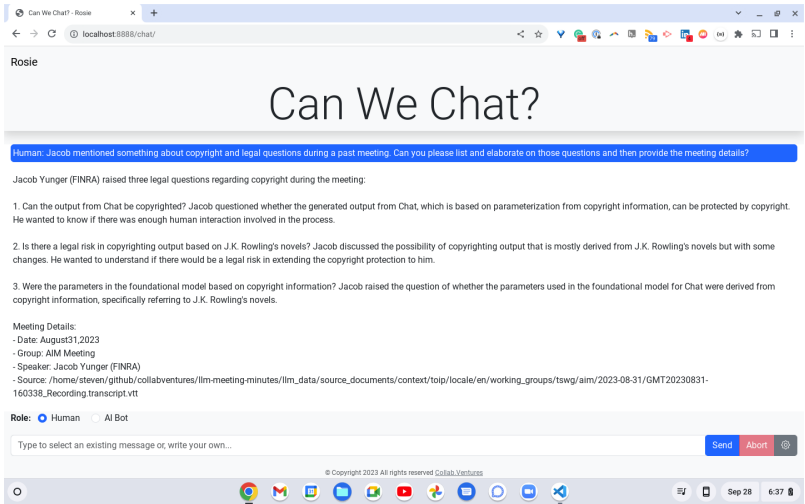 Can We Chat? - Rosie
localhost:8888/chat/
Rosie
Can We Chat?
Human: Jacob mentioned something about copyright and legal questions during a past meeting. Can you please list and elaborate on those questions and then provide the meeting details?
Jacob Yunger (FINRA) raised three legal questions regarding copyright during the meeting:
1. Can the output from Chat be copyrighted? Jacob questioned whether the generated output from Chat, which is based on parameterization from copyright information, can be protected by copyright.
He wanted to know if there was enough human interaction involved in the process.
2. Is there a legal risk in copyrighting output based on J.K. Rowling's novels? Jacob discussed the possibility of copyrighting output that is mostly derived from J.K. Rowling's novels but with some
changes. He wanted to understand if there would be a legal risk in extending the copyright protection to him.
3. Were the parameters in the foundational model based on copyright information? Jacob raised the question of whether the parameters used in the foundational model for Chat were derived from
copyright information, specifically referring to J.K. Rowling's novels.
Meeting Details:
- Date: August31,2023
- Group: AIM Meeting
- Speaker: Jacob Yunger (FINRA)
- Source: /home/steven/github/collabventures/llm-meeting-minutes/llm_data/source_documents/context/toip/locale/en/working_groups/tswg/aim/2023-08-31/GMT20230831-
160338_Recording.transcript.vtt
Role: Human AI Bot
Type to select an existing message or, write your own...
Send Abort
© Copyright 2023 All rights reserved Collab.Ventures
Sep 28 6:37